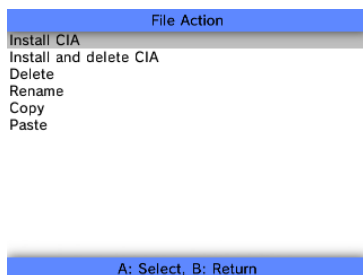 File Action
Install CIA
Install and delete CIA
Delete
Rename
Copy
Paste
A: Select, B: Return